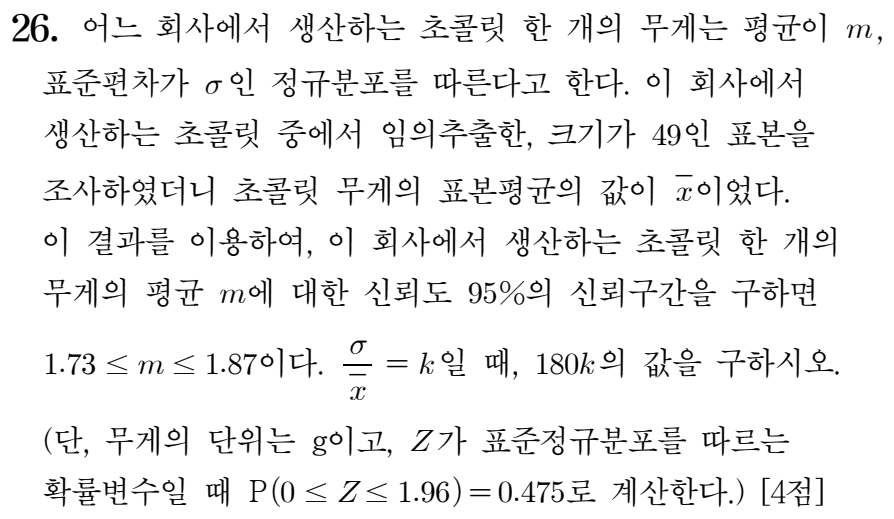 26. 어느 회사에서 생산하는 초콜릿 한 개의 무게는 평균이 m,
표준편차가 σ인 정규분포를 따른다고 한다. 이 회사에서
생산하는 초콜릿 중에서 임의추출한, 크기가 49인 표본을
조사하였더니 초콜릿 무게의 표본평균의 값이 x̄이었다.
이 결과를 이용하여, 이 회사에서 생산하는 초콜릿 한 개의
무게의 평균 m에 대한 신뢰도 95%의 신뢰구간을 구하면
1.73 ≤ m ≤ 1.87이다. σ/x̄ = k일 때, 180k의 값을 구하시오.
(단, 무게의 단위는 g이고, Z가 표준정규분포를 따르는
확률변수일 때 P(0 ≤ Z ≤ 1.96) = 0.475로 계산한다.) [4점]